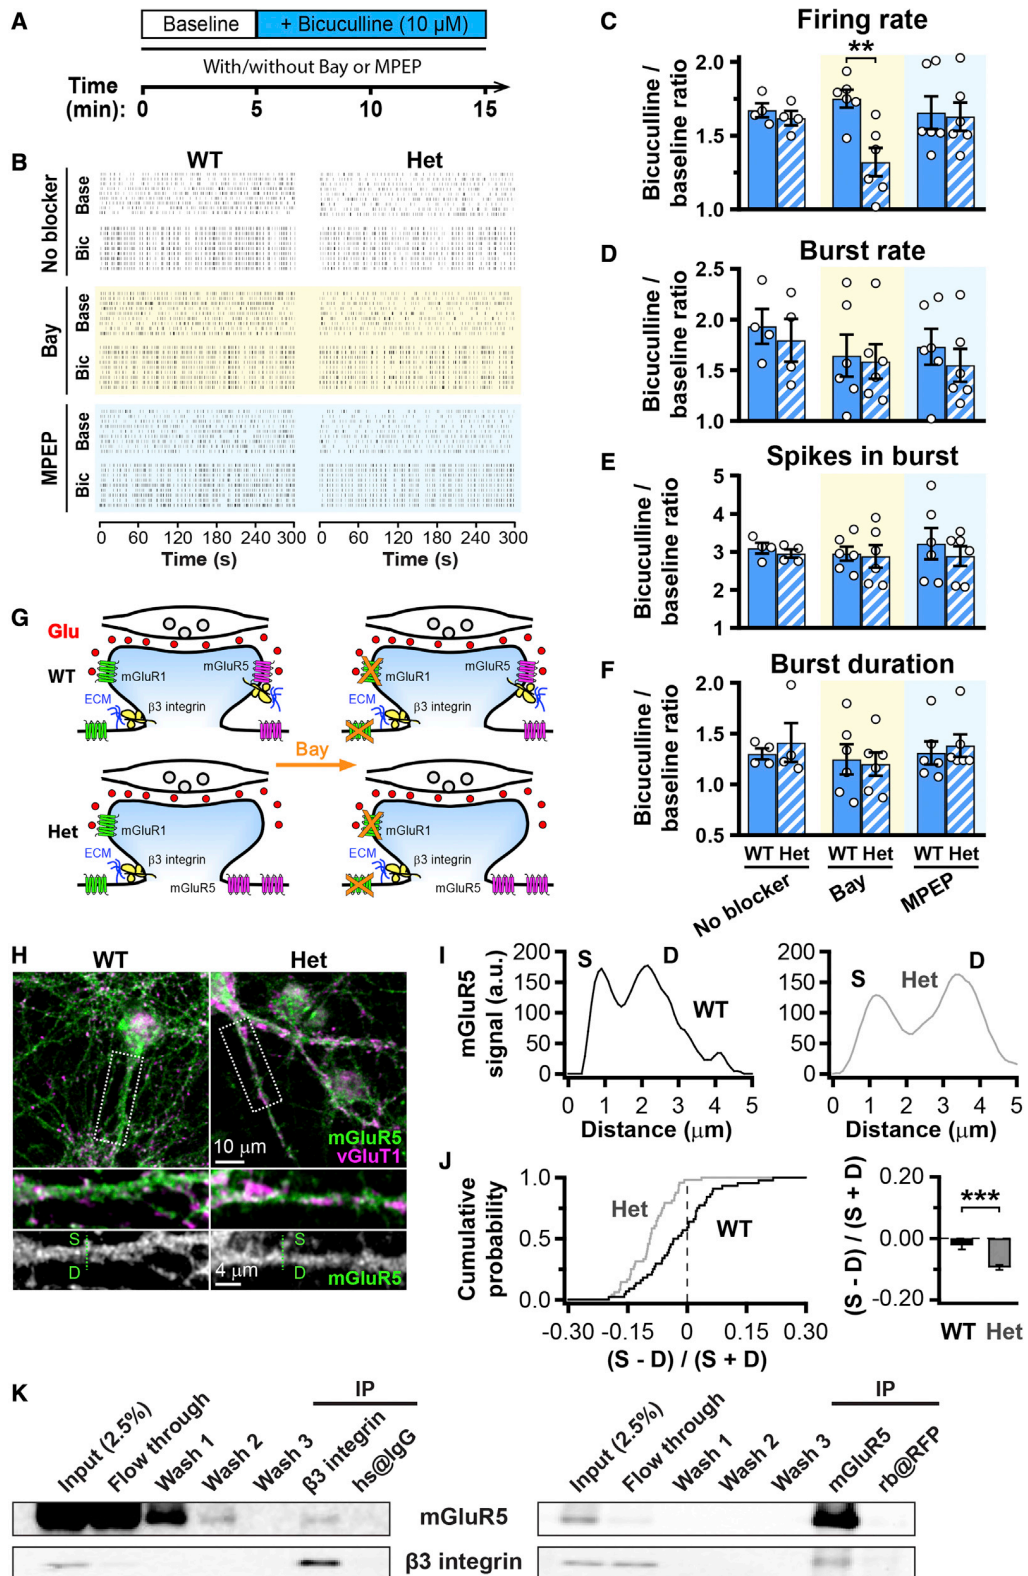 A
Baseline
+ Bicuculline (10 µM)
With/without Bay or MPEP
Time (min):
0 5 10 15
B
WT Het
No blocker
Base
Bic
Bay
Base
Bic
MPEP
Base
Bic
0 60 120 180 240 300
Time (s)
0 60 120 180 240 300
Time (s)
C
Firing rate
Bicuculline / baseline ratio
2.0
1.5
1.0
**
D
Burst rate
Bicuculline / baseline ratio
2.5
2.0
1.5
1.0
E
Spikes in burst
Bicuculline / baseline ratio
5
4
3
2
1
F
Burst duration
Bicuculline / baseline ratio
2.0
1.5
1.0
0.5
WT Het WT Het WT Het
No blocker Bay MPEP
G
Glu
WT
mGluR1
mGluR5
ECM
β3 integrin
mGluR1
mGluR5
ECM
β3 integrin
Bay
Het
mGluR1
ECM
β3 integrin
mGluR5
mGluR1
ECM
β3 integrin
mGluR5
H
WT Het
10 µm
mGluR5
vGluT1
S
D
S
D
4 µm
mGluR5
I
mGluR5 signal (a.u.)
200
150
100
50
0
S
D
WT
0 1 2 3 4 5
Distance (µm)
200
150
100
50
0
S
Het
D
0 1 2 3 4 5
Distance (µm)
J
Cumulative probability
1.0
0.5
0.0
Het
WT
-0.30 -0.15 0 0.15 0.30
(S - D) / (S + D)
(S - D) / (S + D)
0.20
0.00
-0.20
***
WT Het
K
IP
Input (2.5%)
Flow through
Wash 1
Wash 2
Wash 3
β3 integrin
hs@IgG
IP
Input (2.5%)
Flow through
Wash 1
Wash 2
Wash 3
mGluR5
rb@RFP
mGluR5
β3 integrin